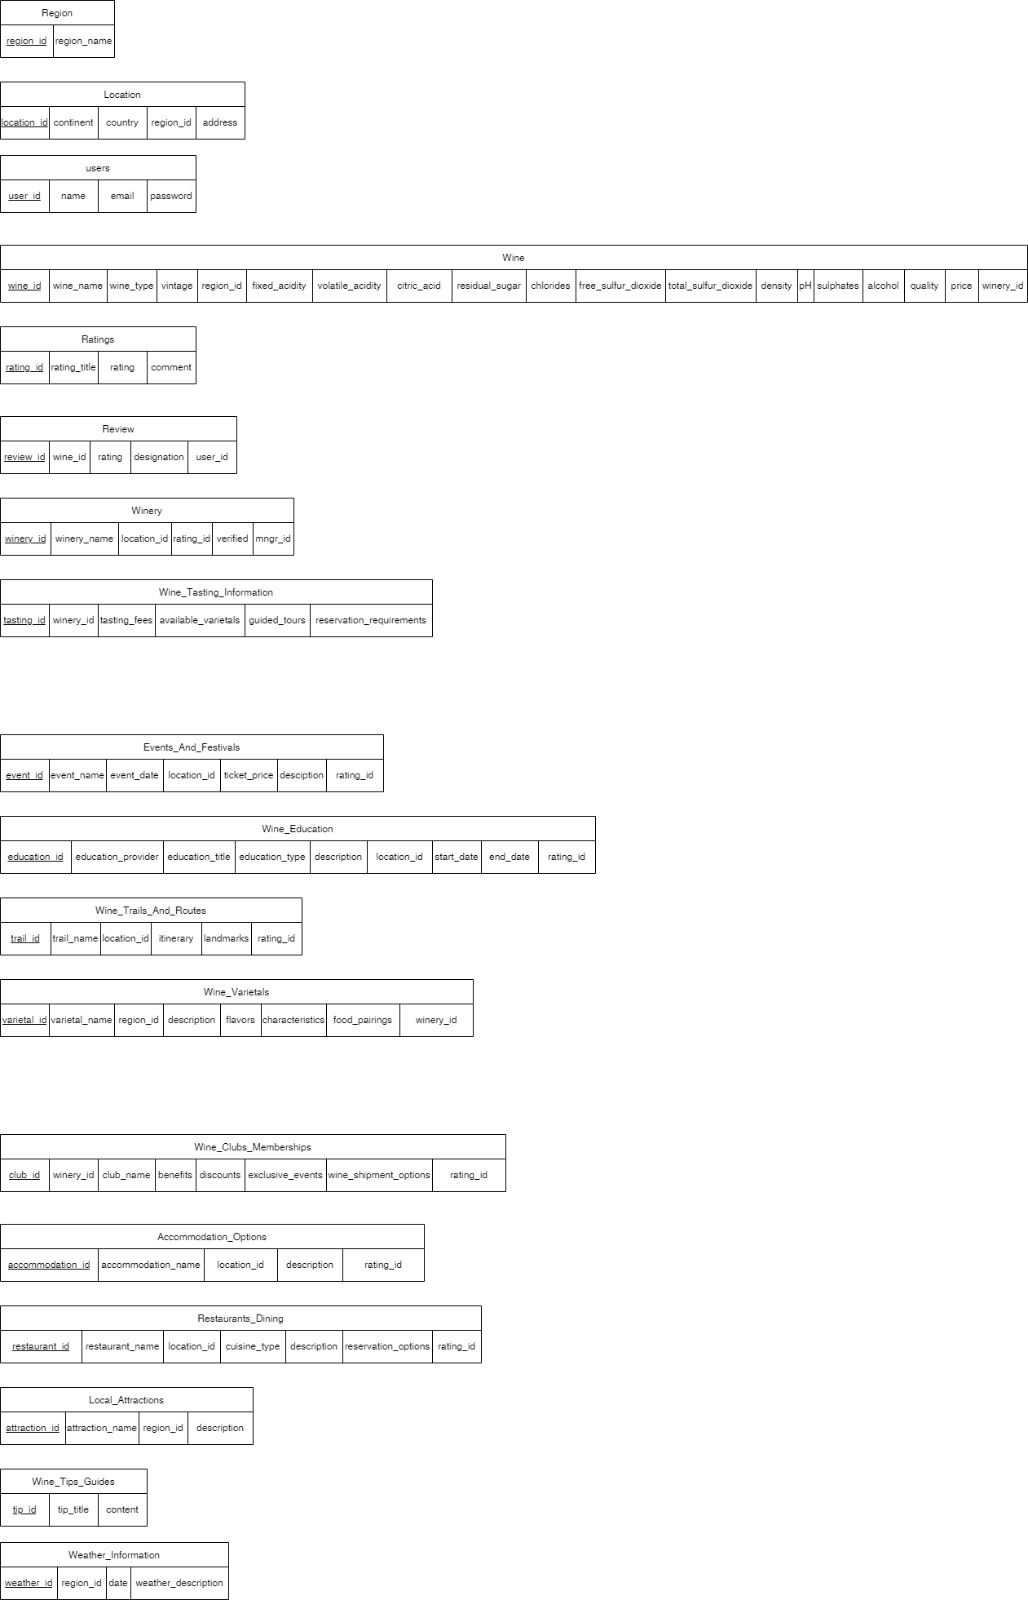 Region
region_id region_name
Location
location_id continent country region_id address
users
user_id name email password
Wine
wine_id wine_name wine_type vintage region_id fixed_acidity volatile_acidity citric_acid residual_sugar chlorides free_sulfur_dioxide total_sulfur_dioxide density pH sulphates alcohol quality price winery_id
Ratings
rating_id rating_title rating comment
Review
review_id wine_id rating designation user_id
Winery
winery_id winery_name location_id rating_id verified mngr_id
Wine_Tasting_Information
tasting_id winery_id tasting_fees available_varietals guided_tours reservation_requirements
Events_And_Festivals
event_id event_name event_date location_id ticket_price desciption rating_id
Wine_Education
education_id education_provider education_title education_type description location_id start_date end_date rating_id
Wine_Trails_And_Routes
trail_id trail_name location_id itinerary landmarks rating_id
Wine_Varietals
varietal_id varietal_name region_id description flavors characteristics food_pairings winery_id
Wine_Clubs_Memberships
club_id winery_id club_name benefits discounts exclusive_events wine_shipment_options rating_id
Accommodation_Options
accommodation_id accommodation_name location_id description rating_id
Restaurants_Dining
restaurant_id restaurant_name location_id cuisine_type description reservation_options rating_id
Local_Attractions
attraction_id attraction_name region_id description
Wine_Tips_Guides
tip_id tip_title content
Weather_Information
weather_id region_id date weather_description